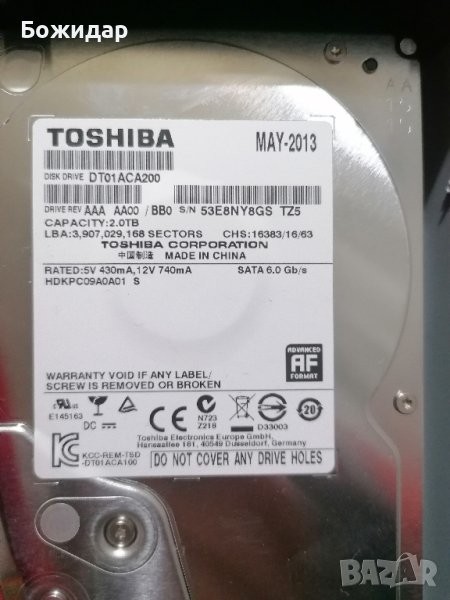 Божидар
TOSHIBA MAY-2013
DISK DRIVE DT01ACA200
DRIVE REV AAA AA00 /BB0 S/N 53E8NY8GS TZ5
CAPACITY:2.0TB
LBA:3,907,029,168 SECTORS CHS:16383/16/63
TOSHIBA CORPORATION
中国制造 MADE IN CHINA
RATED:5V 430mA,12V 740mA SATA 6.0 Gb/s
HDKPC09A0A01 S
ADVANCED
AF
FORMAT
WARRANTY VOID IF ANY LABEL/
SCREW IS REMOVED OR BROKEN
E145163 DC N723 Z218 D33003 20
Toshiba Electronics Europe GmbH,
Hansaallee 181, 40549 Dusseldorf, Germany
KCC-REM-TSD
-DT01ACA100
DO NOT COVER ANY DRIVE HOLES
BAZAR